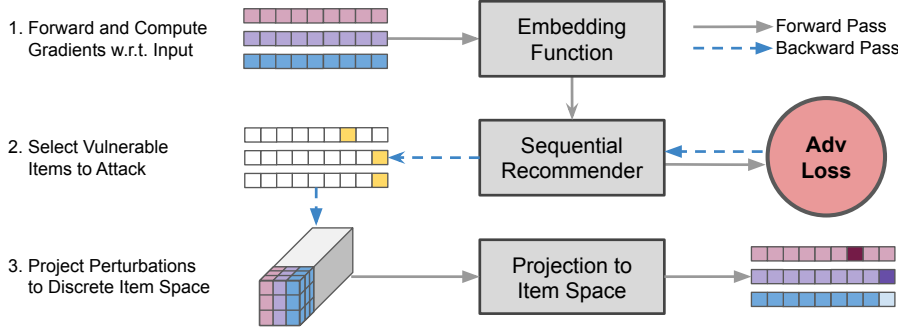 1. Forward and Compute
Gradients w.r.t. Input
Embedding
Function
Forward Pass
Backward Pass
2. Select Vulnerable
Items to Attack
Sequential
Recommender
Adv
Loss
3. Project Perturbations
to Discrete Item Space
Projection to
Item Space